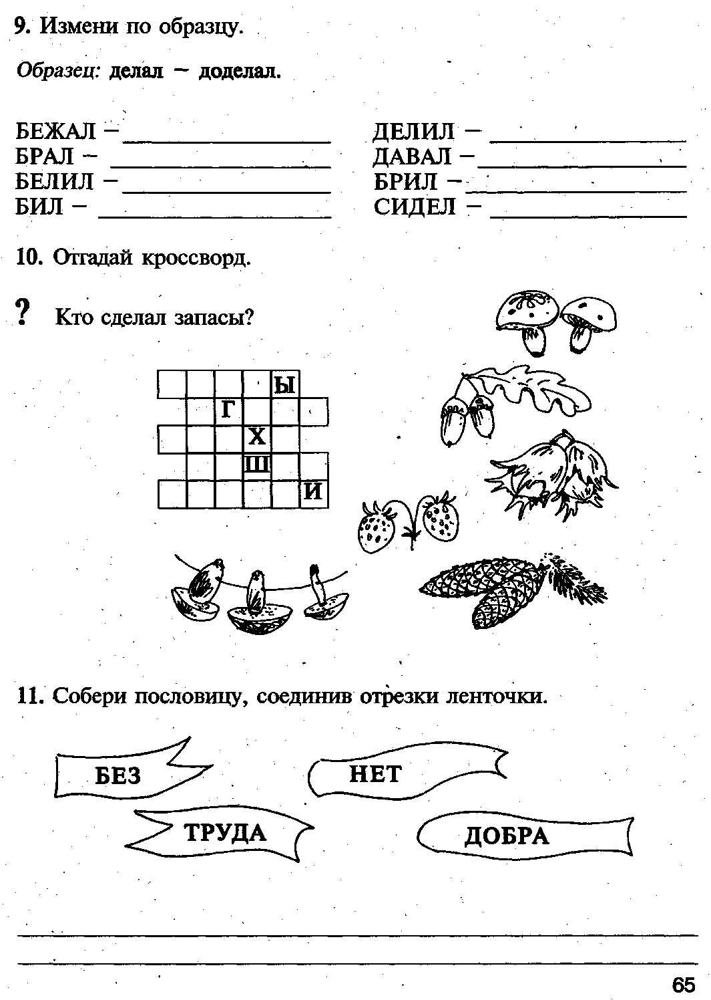 9. Измени по образцу.
Образец: делал — доделал.
БЕЖАЛ —
ДЕЛИЛ —
БРАЛ —
ДАВАЛ —
БЕЛИЛ —
БРИЛ —
БИЛ —
СИДЕЛ —
10. Отгадай кроссворд.
? Кто сделал запасы?
Ы
Г
Х
Ш
И
11. Собери пословицу, соединив отрезки ленточки.
БЕЗ
НЕТ
ТРУДА
ДОБРА
65